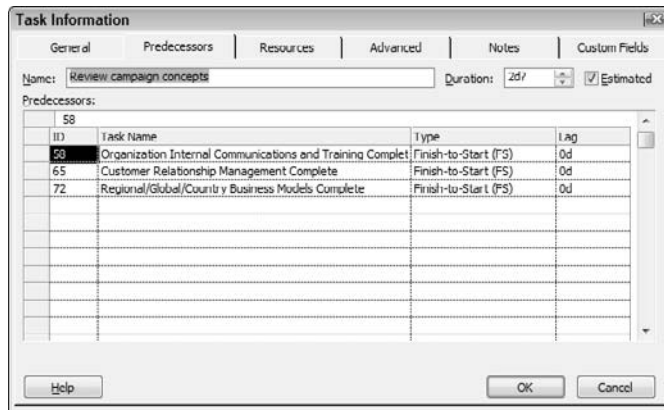 Task Information
General Predecessors Resources Advanced Notes Custom Fields
Name: Review campaign concepts Duration: 2d? Estimated
Predecessors:
58
ID Task Name Type Lag
58 Organization Internal Communications and Training Complet Finish-to-Start (FS) 0d
65 Customer Relationship Management Complete Finish-to-Start (FS) 0d
72 Regional/Global/Country Business Models Complete Finish-to-Start (FS) 0d
Help OK Cancel